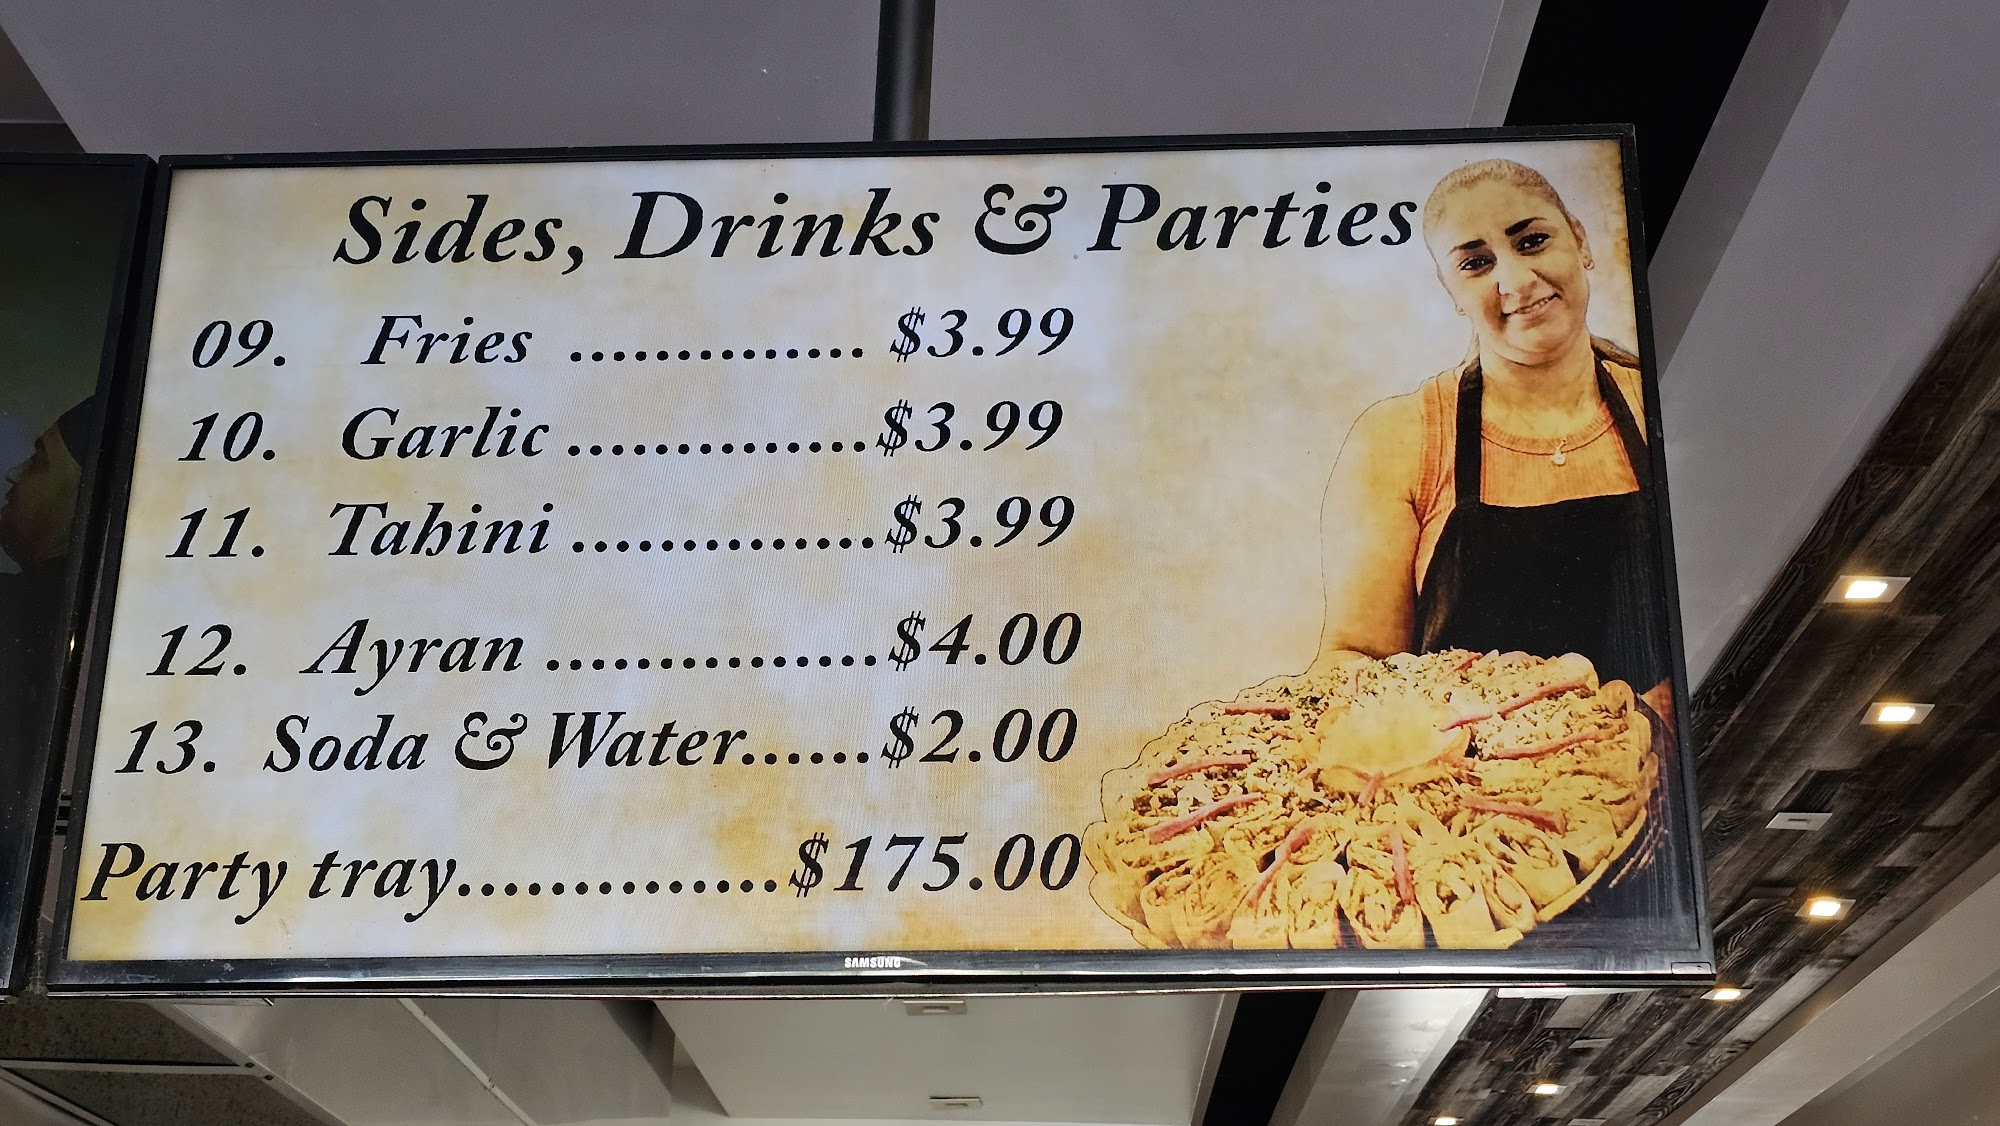 Sides, Drinks & Parties
09. Fries .............. $3.99
10. Garlic ..............$3.99
11. Tahini ..............$3.99
12. Ayran ...............$4.00
13. Soda & Water......$2.00
Party tray..............$175.00
SAMSUNG